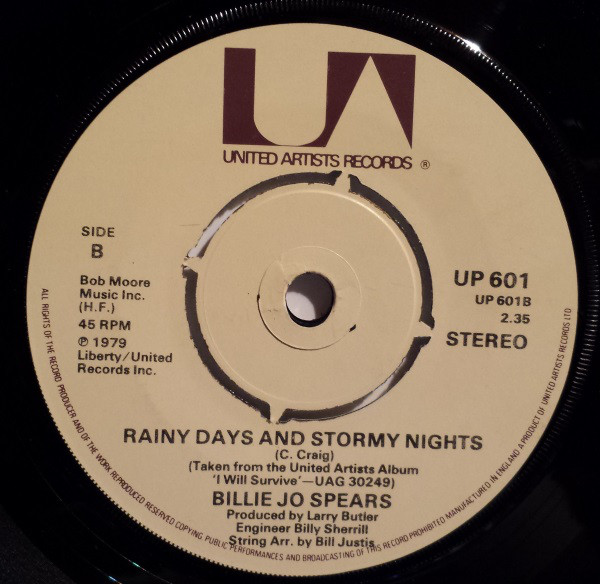 UA
UNITED ARTISTS RECORDS ®
SIDE
B
Bob Moore
Music Inc.
(H.F.)
45 RPM
℗ 1979
Liberty/United
Records Inc.
UP 601
UP 601B
2.35
STEREO
RAINY DAYS AND STORMY NIGHTS
(C. Craig)
(Taken from the United Artists Album
'I Will Survive'—UAG 30249)
BILLIE JO SPEARS
Produced by Larry Butler
Engineer Billy Sherrill
String Arr. by Bill Justis
ALL RIGHTS OF THE RECORD PRODUCER AND OF THE WORK REPRODUCED RESERVED COPYING PUBLIC PERFORMANCES AND BROADCASTING OF THIS RECORD PROHIBITED MANUFACTURED IN ENGLAND A PRODUCT OF UNITED ARTISTS RECORDS LTD